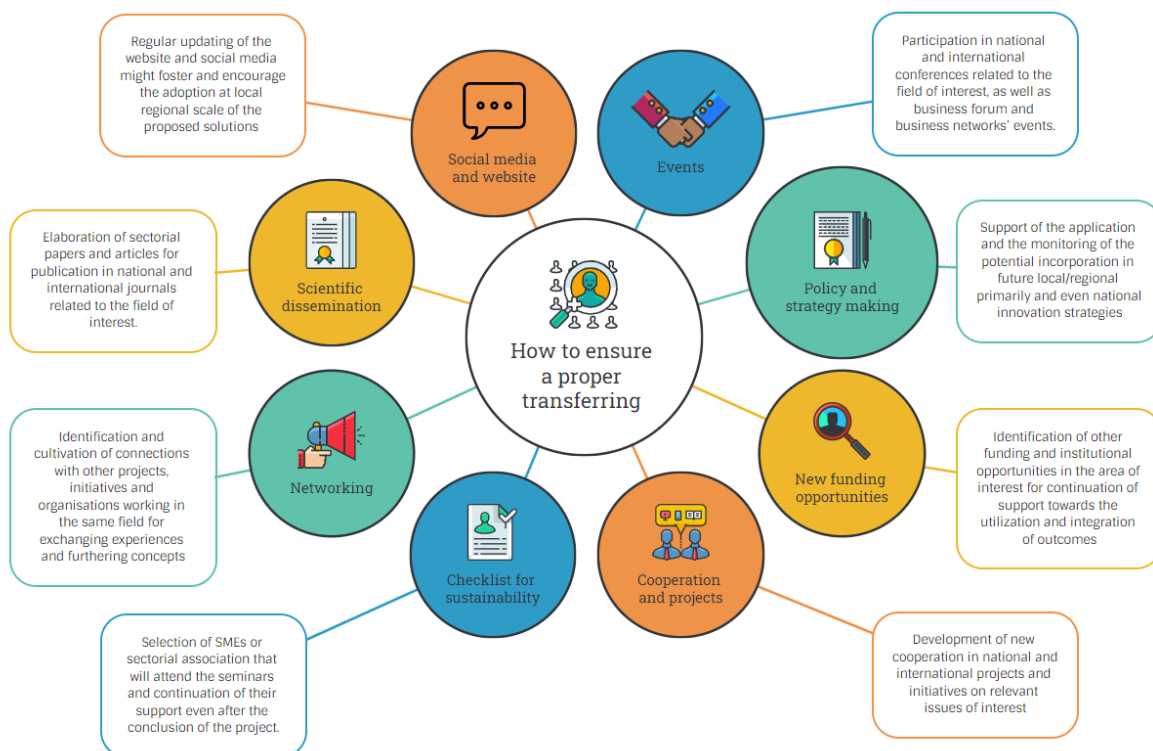 Regular updating of the
website and social media
might foster and encourage
the adoption at local
regional scale of the
proposed solutions
Social media
and website
Events
Participation in national
and international
conferences related to the
field of interest, as well as
business forum and
business networks' events.
Elaboration of sectorial
papers and articles for
publication in national and
international journals
related to the field of
interest.
Scientific
dissemination
How to ensure
a proper
transferring
Policy and
strategy making
Support of the application
and the monitoring of the
potential incorporation in
future local/regional
primarily and even national
innovation strategies
Identification and
cultivation of connections
with other projects,
initiatives and
organisations working in
the same field for
exchanging experiences
and furthering concepts
Networking
New funding
opportunities
Identification of other
funding and institutional
opportunities in the area of
interest for continuation of
support towards the
utilization and integration
of outcomes
Checklist for
sustainability
Cooperation
and projects
Selection of SMEs or
sectorial association that
will attend the seminars
and continuation of their
support even after the
conclusion of the project.
Development of new
cooperation in national and
international projects and
initiatives on relevant
issues of interest